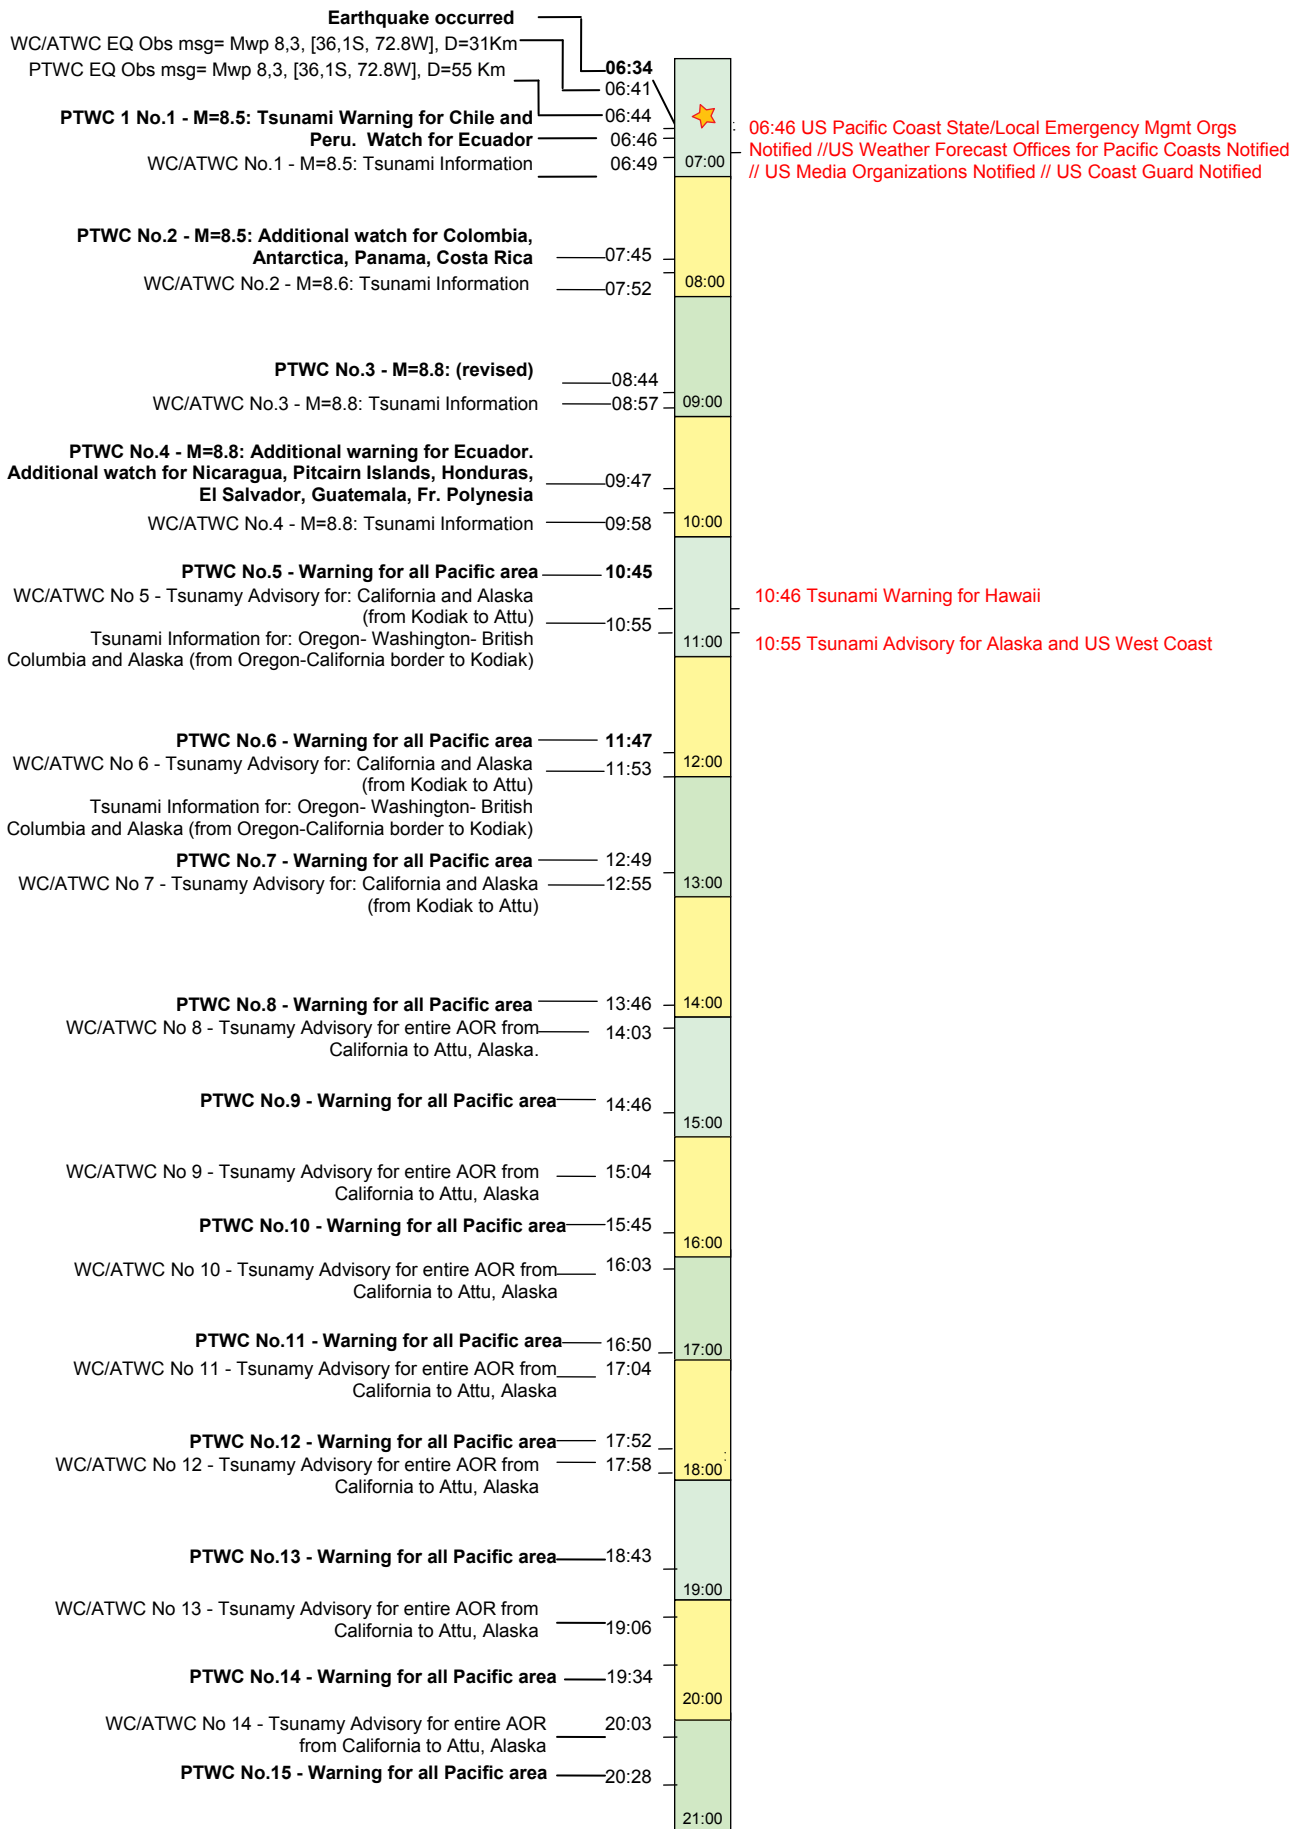 Earthquake occurred
WC/ATWC EQ Obs msg= Mwp 8,3, [36,1S, 72.8W], D=31Km
PTWC EQ Obs msg= Mwp 8,3, [36,1S, 72.8W], D=55 Km
06:34
06:41
06:44
PTWC 1 No.1 - M=8.5: Tsunami Warning for Chile and
Peru. Watch for Ecuador
06:46
WC/ATWC No.1 - M=8.5: Tsunami Information
06:49
07:00
06:46 US Pacific Coast State/Local Emergency Mgmt Orgs
Notified //US Weather Forecast Offices for Pacific Coasts Notified
// US Media Organizations Notified // US Coast Guard Notified
PTWC No.2 - M=8.5: Additional watch for Colombia,
Antarctica, Panama, Costa Rica
07:45
WC/ATWC No.2 - M=8.6: Tsunami Information
07:52
08:00
PTWC No.3 - M=8.8: (revised)
08:44
WC/ATWC No.3 - M=8.8: Tsunami Information
08:57
09:00
PTWC No.4 - M=8.8: Additional warning for Ecuador.
Additional watch for Nicaragua, Pitcairn Islands, Honduras,
El Salvador, Guatemala, Fr. Polynesia
09:47
WC/ATWC No.4 - M=8.8: Tsunami Information
09:58
10:00
PTWC No.5 - Warning for all Pacific area
10:45
WC/ATWC No 5 - Tsunamy Advisory for: California and Alaska
(from Kodiak to Attu)
10:55
Tsunami Information for: Oregon- Washington- British
Columbia and Alaska (from Oregon-California border to Kodiak)
11:00
10:46 Tsunami Warning for Hawaii
10:55 Tsunami Advisory for Alaska and US West Coast
PTWC No.6 - Warning for all Pacific area
11:47
WC/ATWC No 6 - Tsunamy Advisory for: California and Alaska
(from Kodiak to Attu)
11:53
12:00
Tsunami Information for: Oregon- Washington- British
Columbia and Alaska (from Oregon-California border to Kodiak)
PTWC No.7 - Warning for all Pacific area
12:49
WC/ATWC No 7 - Tsunamy Advisory for: California and Alaska
(from Kodiak to Attu)
12:55
13:00
PTWC No.8 - Warning for all Pacific area
13:46
14:00
WC/ATWC No 8 - Tsunamy Advisory for entire AOR from
California to Attu, Alaska.
14:03
PTWC No.9 - Warning for all Pacific area
14:46
15:00
WC/ATWC No 9 - Tsunamy Advisory for entire AOR from
California to Attu, Alaska
15:04
PTWC No.10 - Warning for all Pacific area
15:45
16:00
WC/ATWC No 10 - Tsunamy Advisory for entire AOR from
California to Attu, Alaska
16:03
PTWC No.11 - Warning for all Pacific area
16:50
17:00
WC/ATWC No 11 - Tsunamy Advisory for entire AOR from
California to Attu, Alaska
17:04
PTWC No.12 - Warning for all Pacific area
17:52
WC/ATWC No 12 - Tsunamy Advisory for entire AOR from
California to Attu, Alaska
17:58
18:00
PTWC No.13 - Warning for all Pacific area
18:43
19:00
WC/ATWC No 13 - Tsunamy Advisory for entire AOR from
California to Attu, Alaska
19:06
PTWC No.14 - Warning for all Pacific area
19:34
20:00
WC/ATWC No 14 - Tsunamy Advisory for entire AOR
from California to Attu, Alaska
20:03
PTWC No.15 - Warning for all Pacific area
20:28
21:00